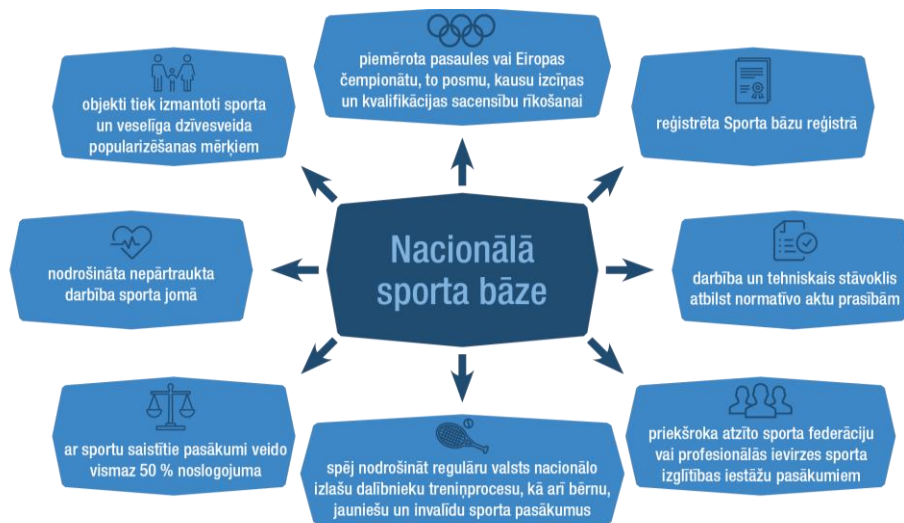 Nacionālā
sporta bāze
piemērota pasaules vai Eiropas
čempionātu, to posmu, kausu izcīņas
un kvalifikācijas sacensību rīkošanai
reģistrēta Sporta bāzu reģistrā
darbība un tehniskais stāvoklis
atbilst normatīvo aktu prasībām
priekšroka atzīto sporta federāciju
vai profesionālās ievirzes sporta
izglītības iestāžu pasākumiem
spēj nodrošināt regulāru valsts nacionālo
izlašu dalībnieku treniņprocesu, kā arī bērnu,
jauniešu un invalīdu sporta pasākumus
ar sportu saistītie pasākumi veido
vismaz 50 % noslogojuma
nodrošināta nepārtraukta
darbība sporta jomā
objekti tiek izmantoti sporta
un veselīga dzīvesveida
popularizēšanas mērķiem